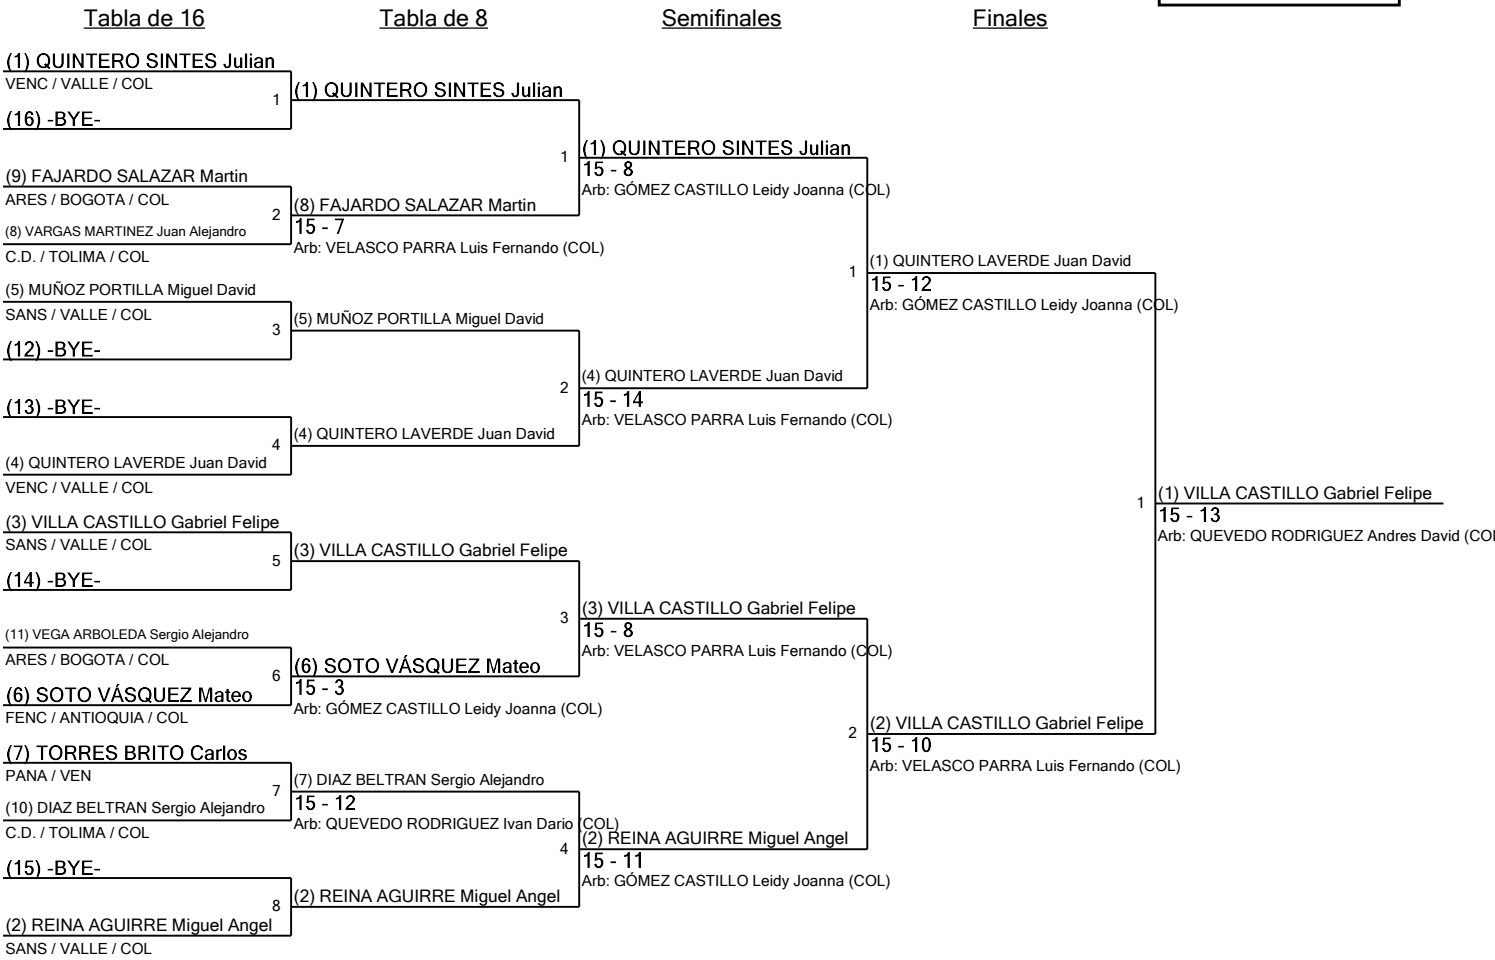 Tabla de 16
Tabla de 8
Semifinales
Finales
(1) QUINTERO SINTES Julian
VENC / VALLE / COL
1
(16) -BYE-
(9) FAJARDO SALAZAR Martin
ARES / BOGOTA / COL
2
(8) VARGAS MARTINEZ Juan Alejandro
C.D. / TOLIMA / COL
(5) MUÑOZ PORTILLA Miguel David
SANS / VALLE / COL
3
(12) -BYE-
(13) -BYE-
4
(4) QUINTERO LAVERDE Juan David
VENC / VALLE / COL
(3) VILLA CASTILLO Gabriel Felipe
SANS / VALLE / COL
5
(14) -BYE-
(11) VEGA ARBOLEDA Sergio Alejandro
ARES / BOGOTA / COL
6
(6) SOTO VÁSQUEZ Mateo
FENC / ANTIOQUIA / COL
(7) TORRES BRITO Carlos
PANA / VEN
7
(10) DIAZ BELTRAN Sergio Alejandro
C.D. / TOLIMA / COL
(15) -BYE-
8
(2) REINA AGUIRRE Miguel Angel
SANS / VALLE / COL
(1) QUINTERO SINTES Julian
1
(8) FAJARDO SALAZAR Martin
15 - 7
Arb: VELASCO PARRA Luis Fernando (COL)
(5) MUÑOZ PORTILLA Miguel David
2
(4) QUINTERO LAVERDE Juan David
(3) VILLA CASTILLO Gabriel Felipe
3
(6) SOTO VÁSQUEZ Mateo
15 - 3
Arb: GÓMEZ CASTILLO Leidy Joanna (COL)
(7) DIAZ BELTRAN Sergio Alejandro
15 - 12
Arb: QUEVEDO RODRIGUEZ Ivan Dario (COL)
4
(2) REINA AGUIRRE Miguel Angel
(1) QUINTERO SINTES Julian
15 - 8
Arb: GÓMEZ CASTILLO Leidy Joanna (COL)
1
(4) QUINTERO LAVERDE Juan David
15 - 14
Arb: VELASCO PARRA Luis Fernando (COL)
(3) VILLA CASTILLO Gabriel Felipe
15 - 8
Arb: VELASCO PARRA Luis Fernando (COL)
2
(2) REINA AGUIRRE Miguel Angel
15 - 11
Arb: GÓMEZ CASTILLO Leidy Joanna (COL)
(1) QUINTERO LAVERDE Juan David
15 - 12
Arb: GÓMEZ CASTILLO Leidy Joanna (COL)
1
(2) VILLA CASTILLO Gabriel Felipe
15 - 10
Arb: VELASCO PARRA Luis Fernando (COL)
(1) VILLA CASTILLO Gabriel Felipe
15 - 13
Arb: QUEVEDO RODRIGUEZ Andres David (COL